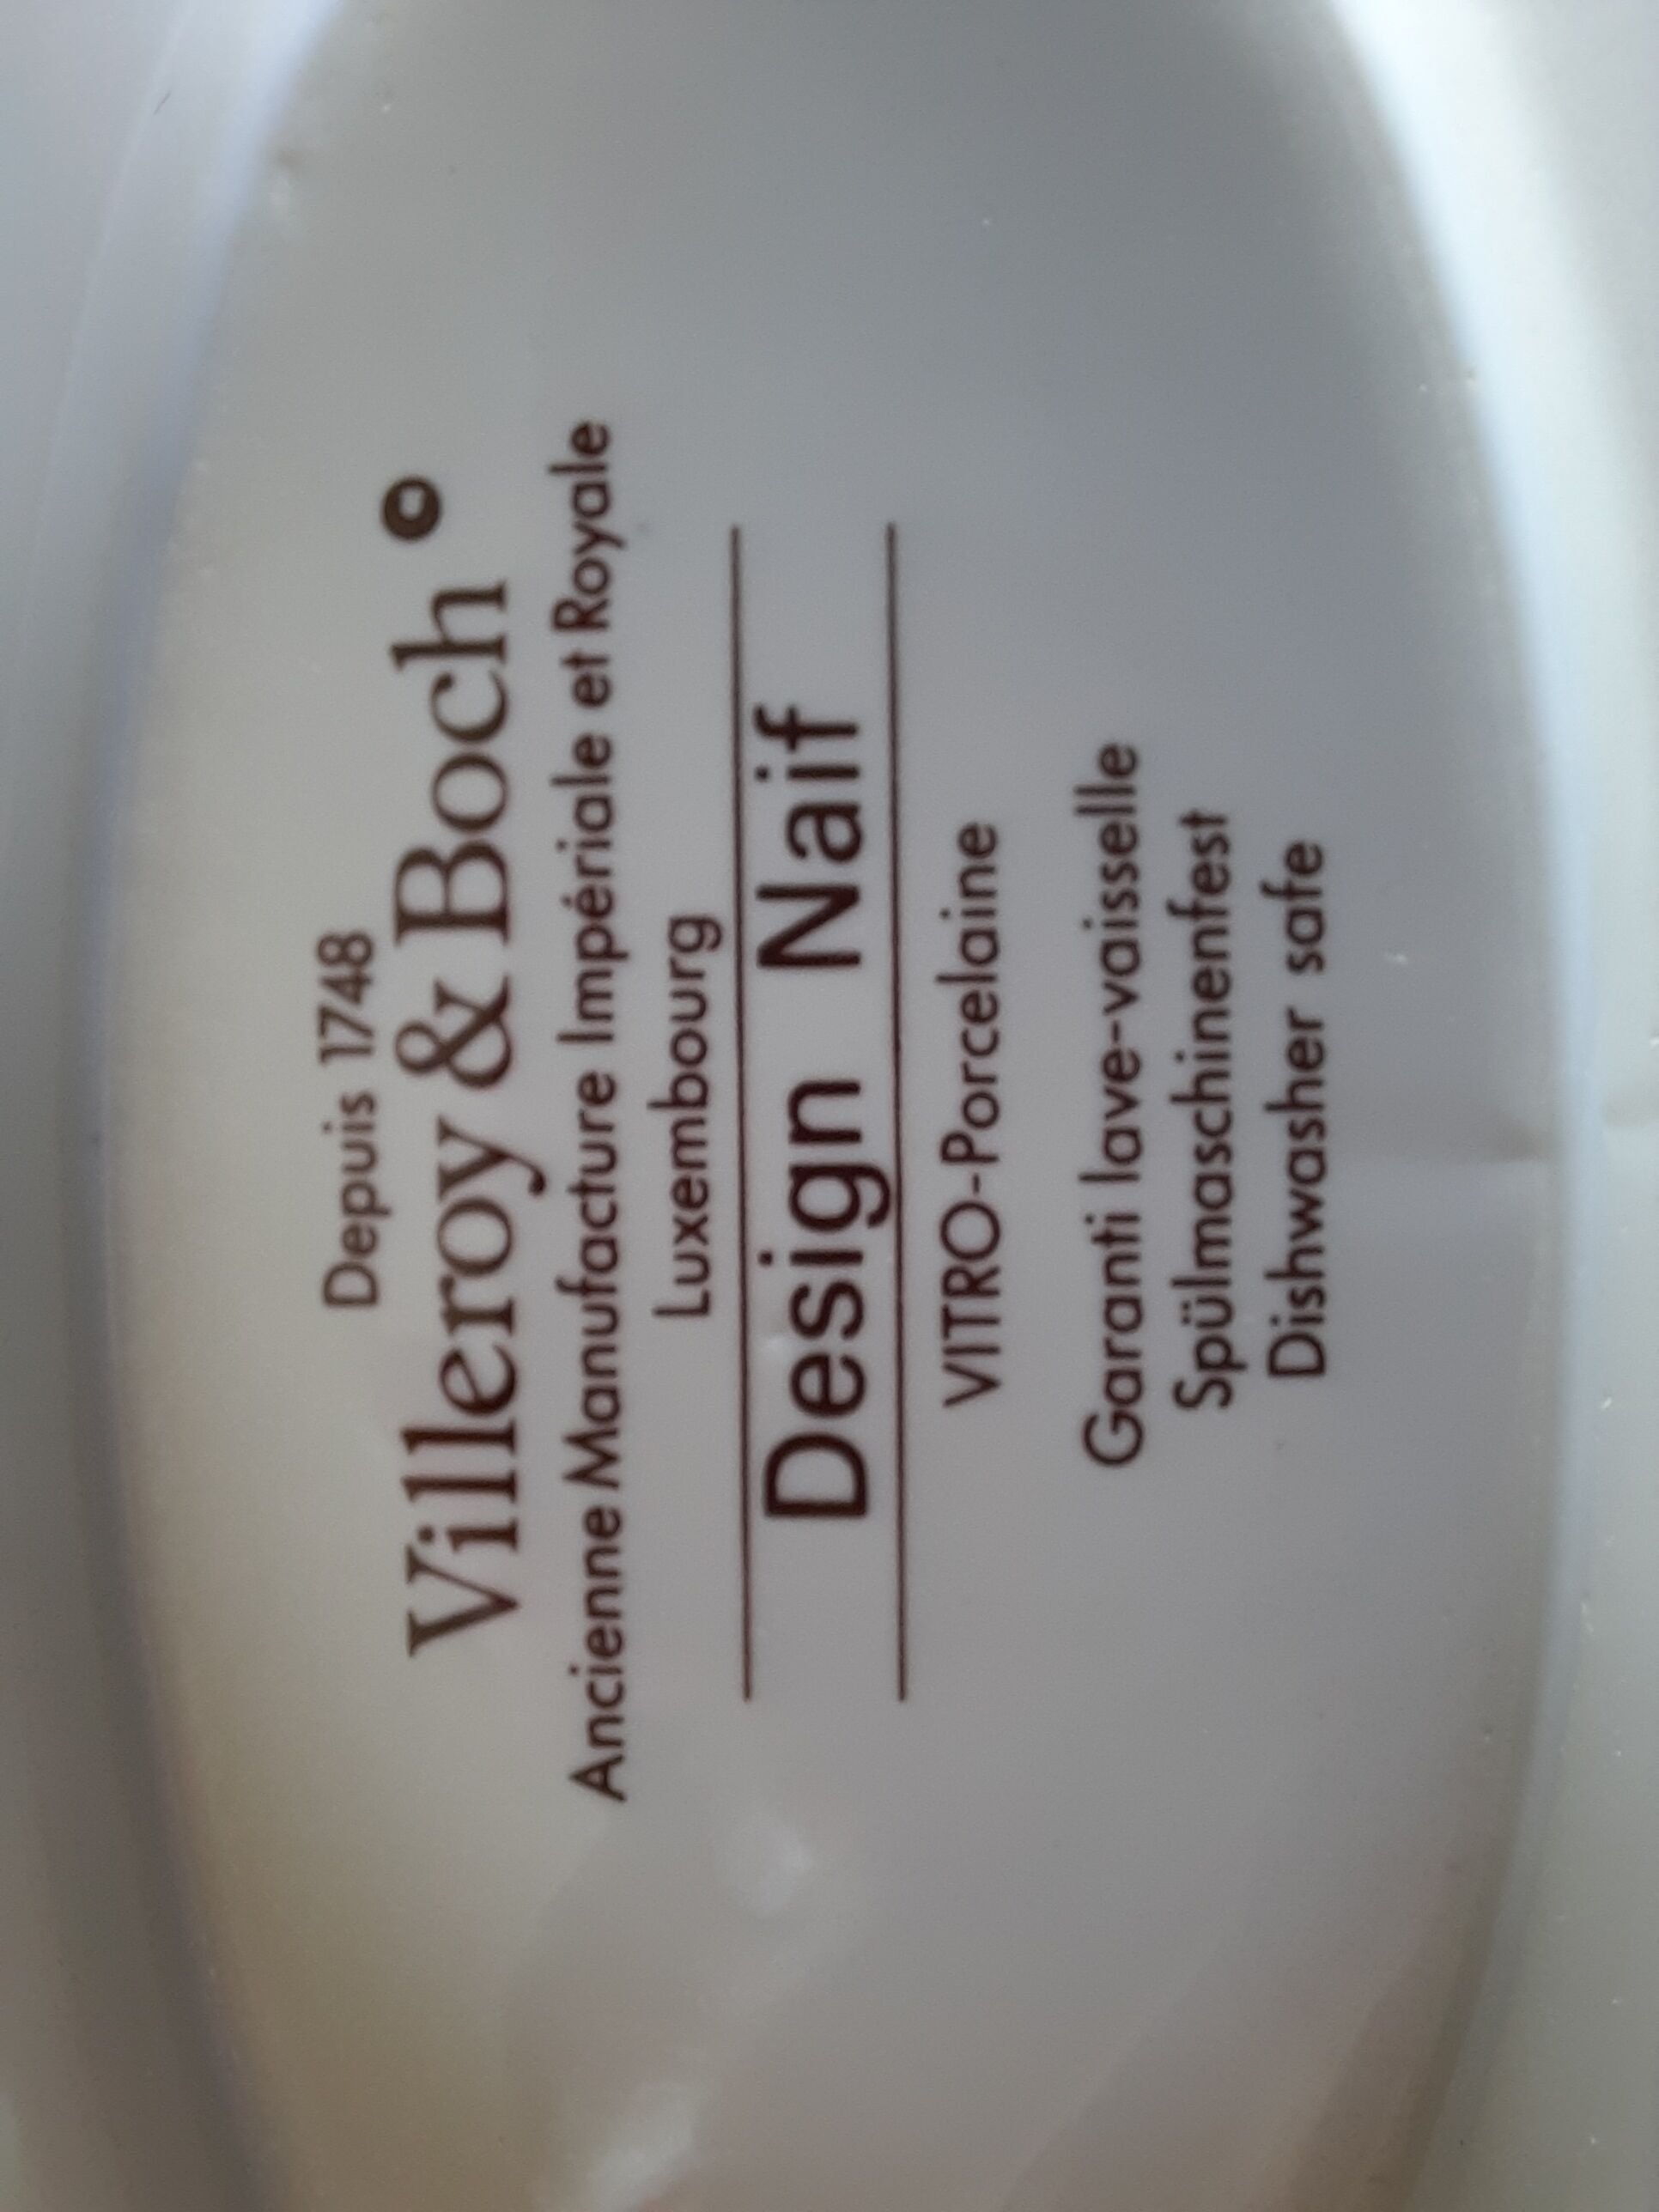 Depuis 1748
Villeroy & Boch ©
Ancienne Manufacture Impériale et Royale
Luxembourg
Design Naif
VITRO-Porcelaine
Garanti lave-vaissellle
Spülmaschinenfest
Dishwasher safe